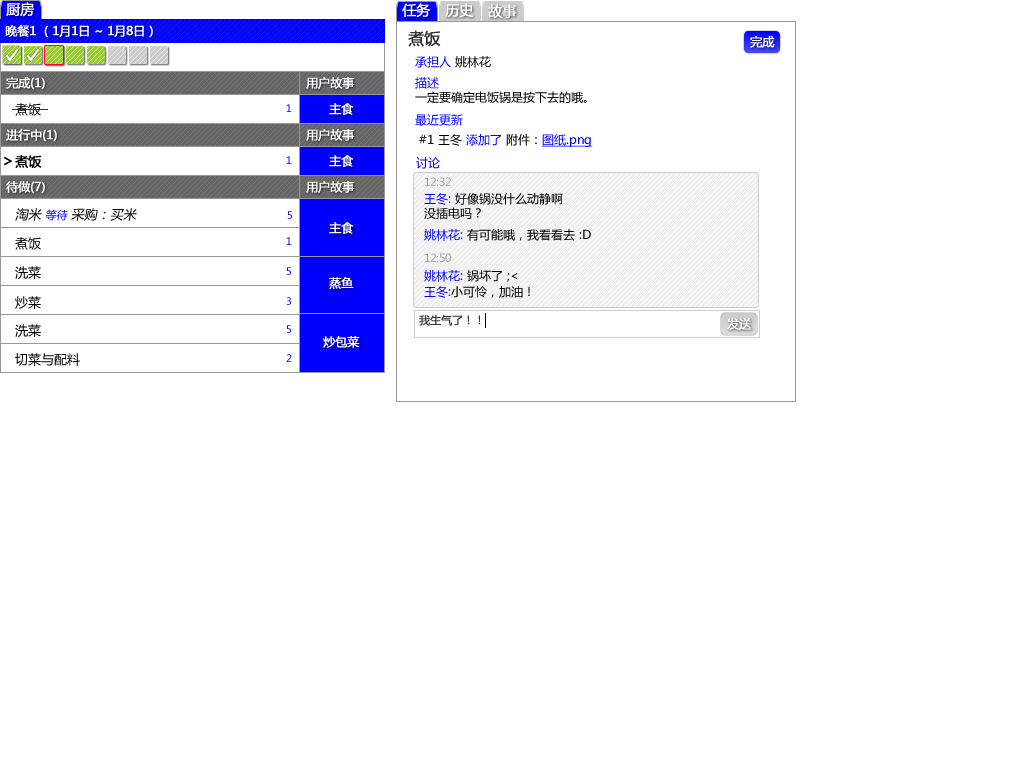 厨房
晚餐1 （1月1日 ~ 1月8日）
完成(1) 用户故事
煮饭 1 主食
进行中(1) 用户故事
> 煮饭 1 主食
待做(7) 用户故事
淘米 等待 采购：买米 5 主食
煮饭 1
洗菜 5 蒸鱼
炒菜 3
洗菜 5 炒包菜
切菜与配料 2
任务 历史 故事
煮饭 完成
承担人 姚林花
描述
一定要确定电饭锅是按下去的哦。
最近更新
#1 王冬 添加了 附件：图纸.png
讨论
12:32
王冬: 好像锅没什么动静啊
没插电吗？
姚林花: 有可能哦，我看看去 :D
12:50
姚林花: 锅坏了 ;<
王冬:小可怜，加油！
我生气了！！ 发送